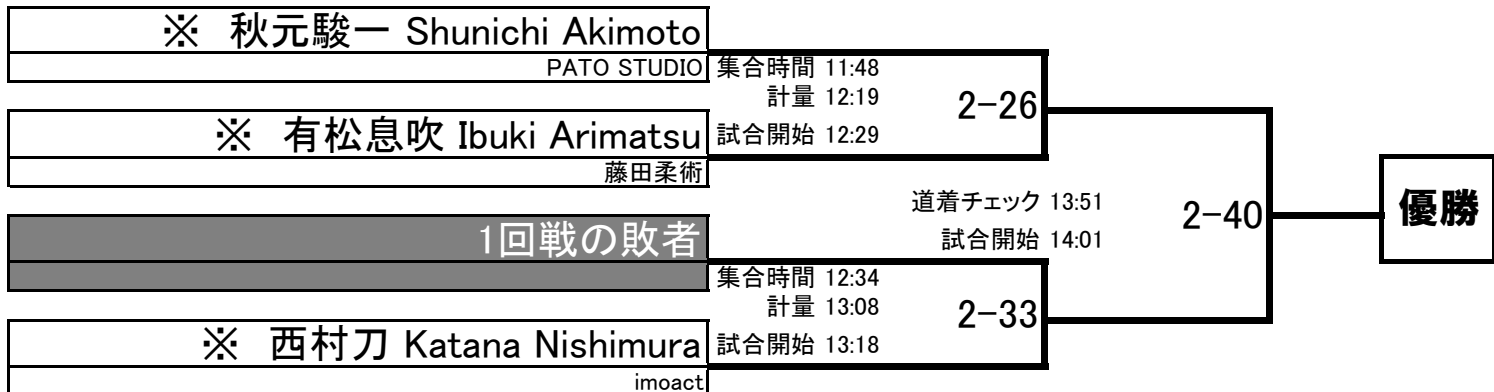 ※ 秋元駿一 Shunichi Akimoto
PATO STUDIO
集合時間 11:48
計量 12:19
2-26
※ 有松息吹 Ibuki Arimatsu
試合開始 12:29
藤田柔術
道着チェック 13:51
2-40
優勝
1回戦の敗者
試合開始 14:01
集合時間 12:34
計量 13:08
2-33
※ 西村刀 Katana Nishimura
試合開始 13:18
imoact